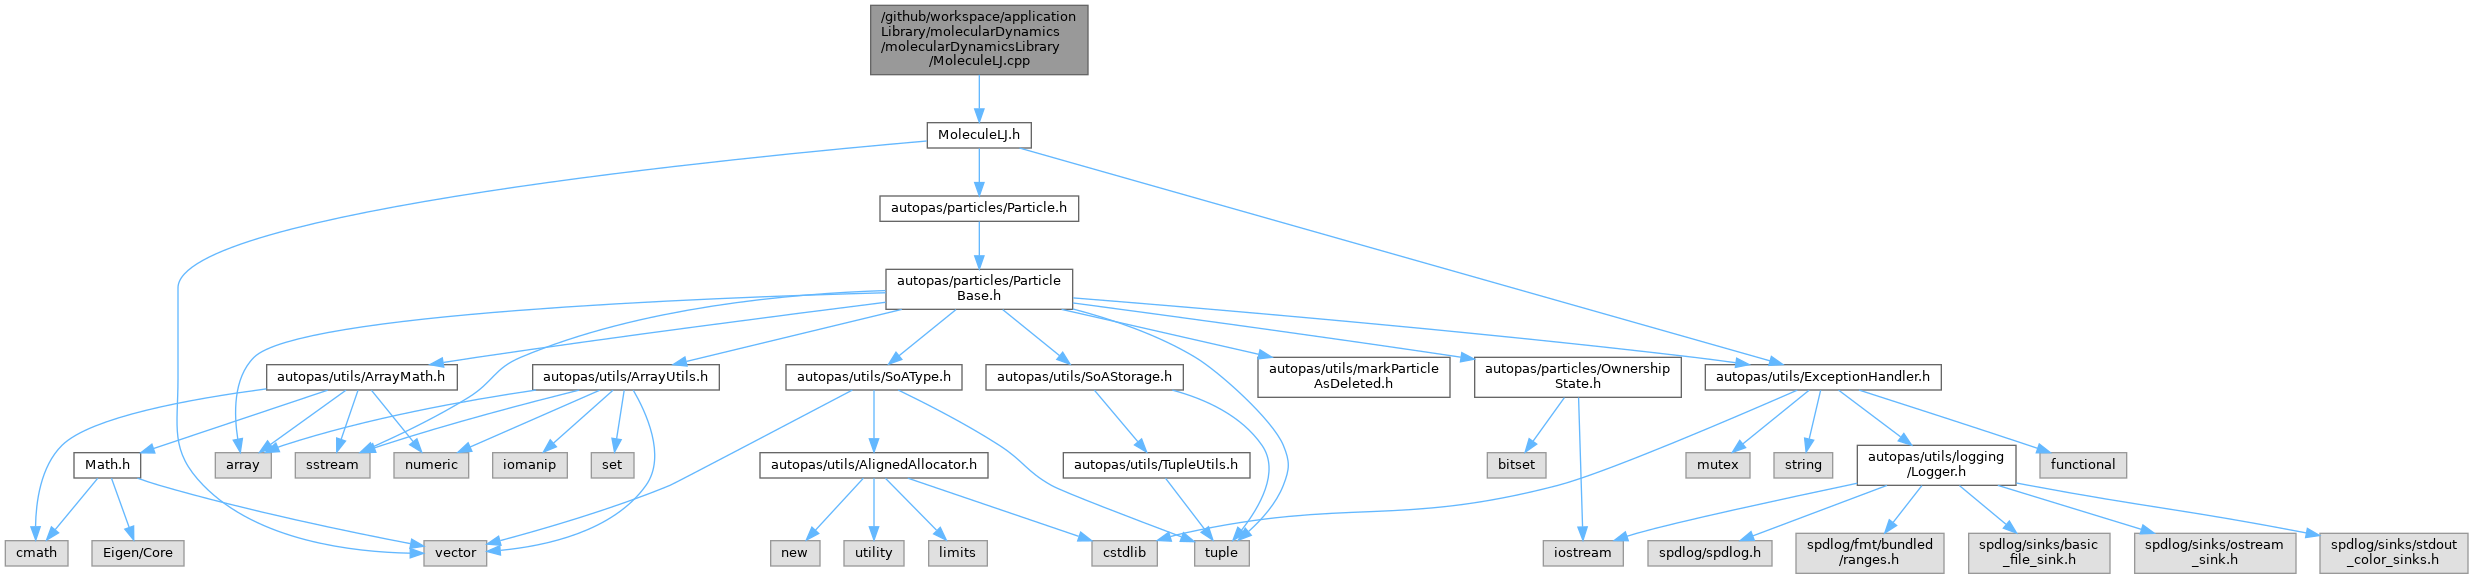 /github/workspace/application
Library/molecularDynamics
/molecularDynamicsLibrary
/MoleculeLJ.cpp
MoleculeLJ.h
autopas/particles/Particle.h
autopas/particles/Particle
Base.h
autopas/utils/ArrayMath.h
autopas/utils/ArrayUtils.h
autopas/utils/SoAType.h
autopas/utils/SoAStorage.h
autopas/utils/markParticle
AsDeleted.h
autopas/particles/Ownership
State.h
autopas/utils/ExceptionHandler.h
Math.h
array
sstream
numeric
iomanip
set
autopas/utils/AlignedAllocator.h
autopas/utils/TupleUtils.h
bitset
mutex
string
autopas/utils/logging
/Logger.h
functional
cmath
Eigen/Core
vector
new
utility
limits
cstdlib
tuple
iostream
spdlog/spdlog.h
spdlog/fmt/bundled
/ranges.h
spdlog/sinks/basic
_file_sink.h
spdlog/sinks/ostream
_sink.h
spdlog/sinks/stdout
_color_sinks.h